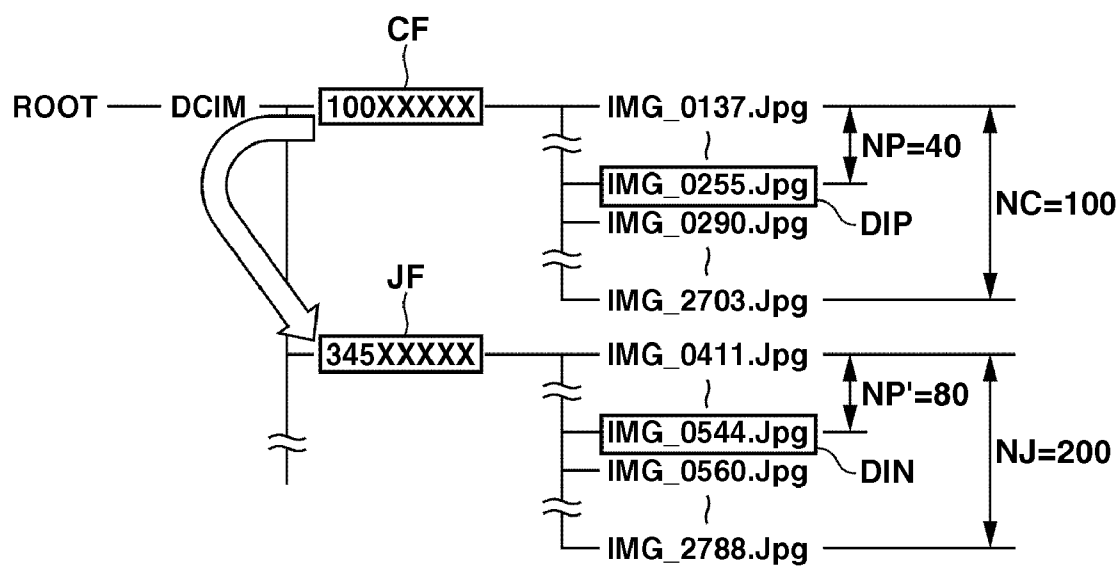 CF
ROOT DCIM 100XXXXX IMG_0137.Jpg
NP=40
IMG_0255.Jpg
NC=100
IMG_0290.Jpg DIP
JF
IMG_2703.Jpg
345XXXXX IMG_0411.Jpg
NP'=80
IMG_0544.Jpg
NJ=200
IMG_0560.Jpg DIN
IMG_2788.Jpg